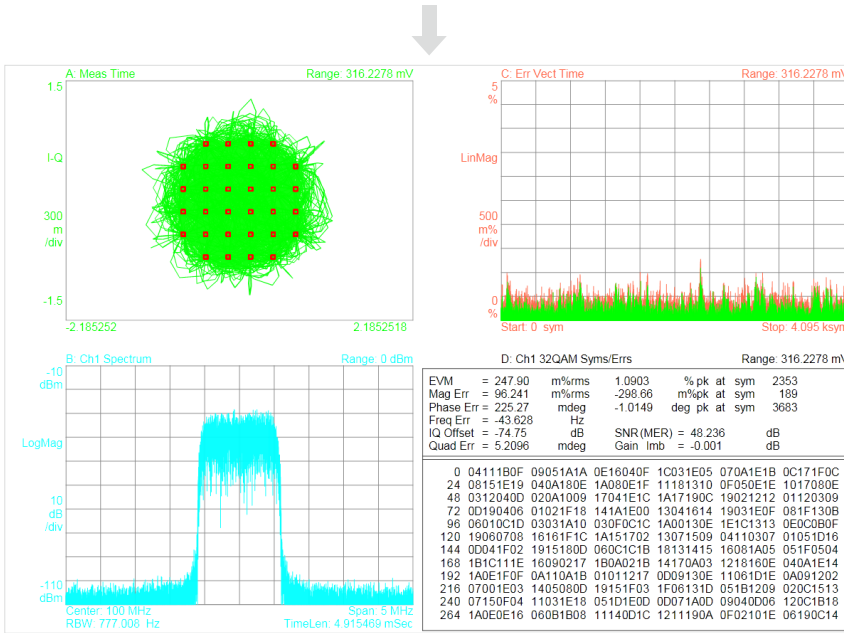 A: Meas Time Range: 316.2278 mV
1.5
I-Q
300
m
/div
-1.5
-2.185252 2.1852518
C: Err Vect Time Range: 316.2278 mV
5
%
LinMag
500
m%
/div
0
%
Start: 0 sym Stop: 4.095 ksym
B: Ch1 Spectrum Range: 0 dBm
-10
dBm
LogMag
10
dB
/div
-110
dBm
Center: 100 MHz Span: 5 MHz
RBW: 777.008 Hz TimeLen: 4.915469 mSec
D: Ch1 32QAM Syms/Errs Range: 316.2278 mV
EVM = 247.90 m%rms 1.0903 % pk at sym 2353
Mag Err = 96.241 m%rms -298.66 m% pk at sym 189
Phase Err = 225.27 mdeg -1.0149 deg pk at sym 3683
Freq Err = -43.628 Hz
IQ Offset = -74.75 dB SNR(MER) = 48.236 dB
Quad Err = 5.2096 mdeg Gain Imb = -0.001 dB
0 04111B0F 09051A1A 0E16040F 1C031E05 070A1E1B 0C171F0C
24 08151E19 040A180E 1A080E1F 11181310 0F050E1E 1017080E
48 0312040D 020A1009 17041E1C 1A17190C 19021212 01120309
72 0D190406 01021F18 141A1E00 13041614 19031E0F 081F130B
96 06010C1D 03031A10 030F0C1C 1A00130E 1E1C1313 0E0C0B0F
120 19060708 16161F1C 1A151702 13071509 04110307 01051D16
144 0D041F02 1915180D 060C1C1B 18131415 16081A05 051F0504
168 1B1C111E 16090217 1B0A021B 14170A03 1218160E 040A1E14
192 1A0E1F0F 0A110A1B 01011217 0D09130E 11061D1E 0A091202
216 07001E03 1405080D 19151F03 1F06131D 051B1209 020C1513
240 07150F04 11031E18 051D1E0D 0D071A0D 09040D06 120C1B18
264 1A0E0E16 060B1B08 11140D1C 1211190A 0F02101E 06190C14